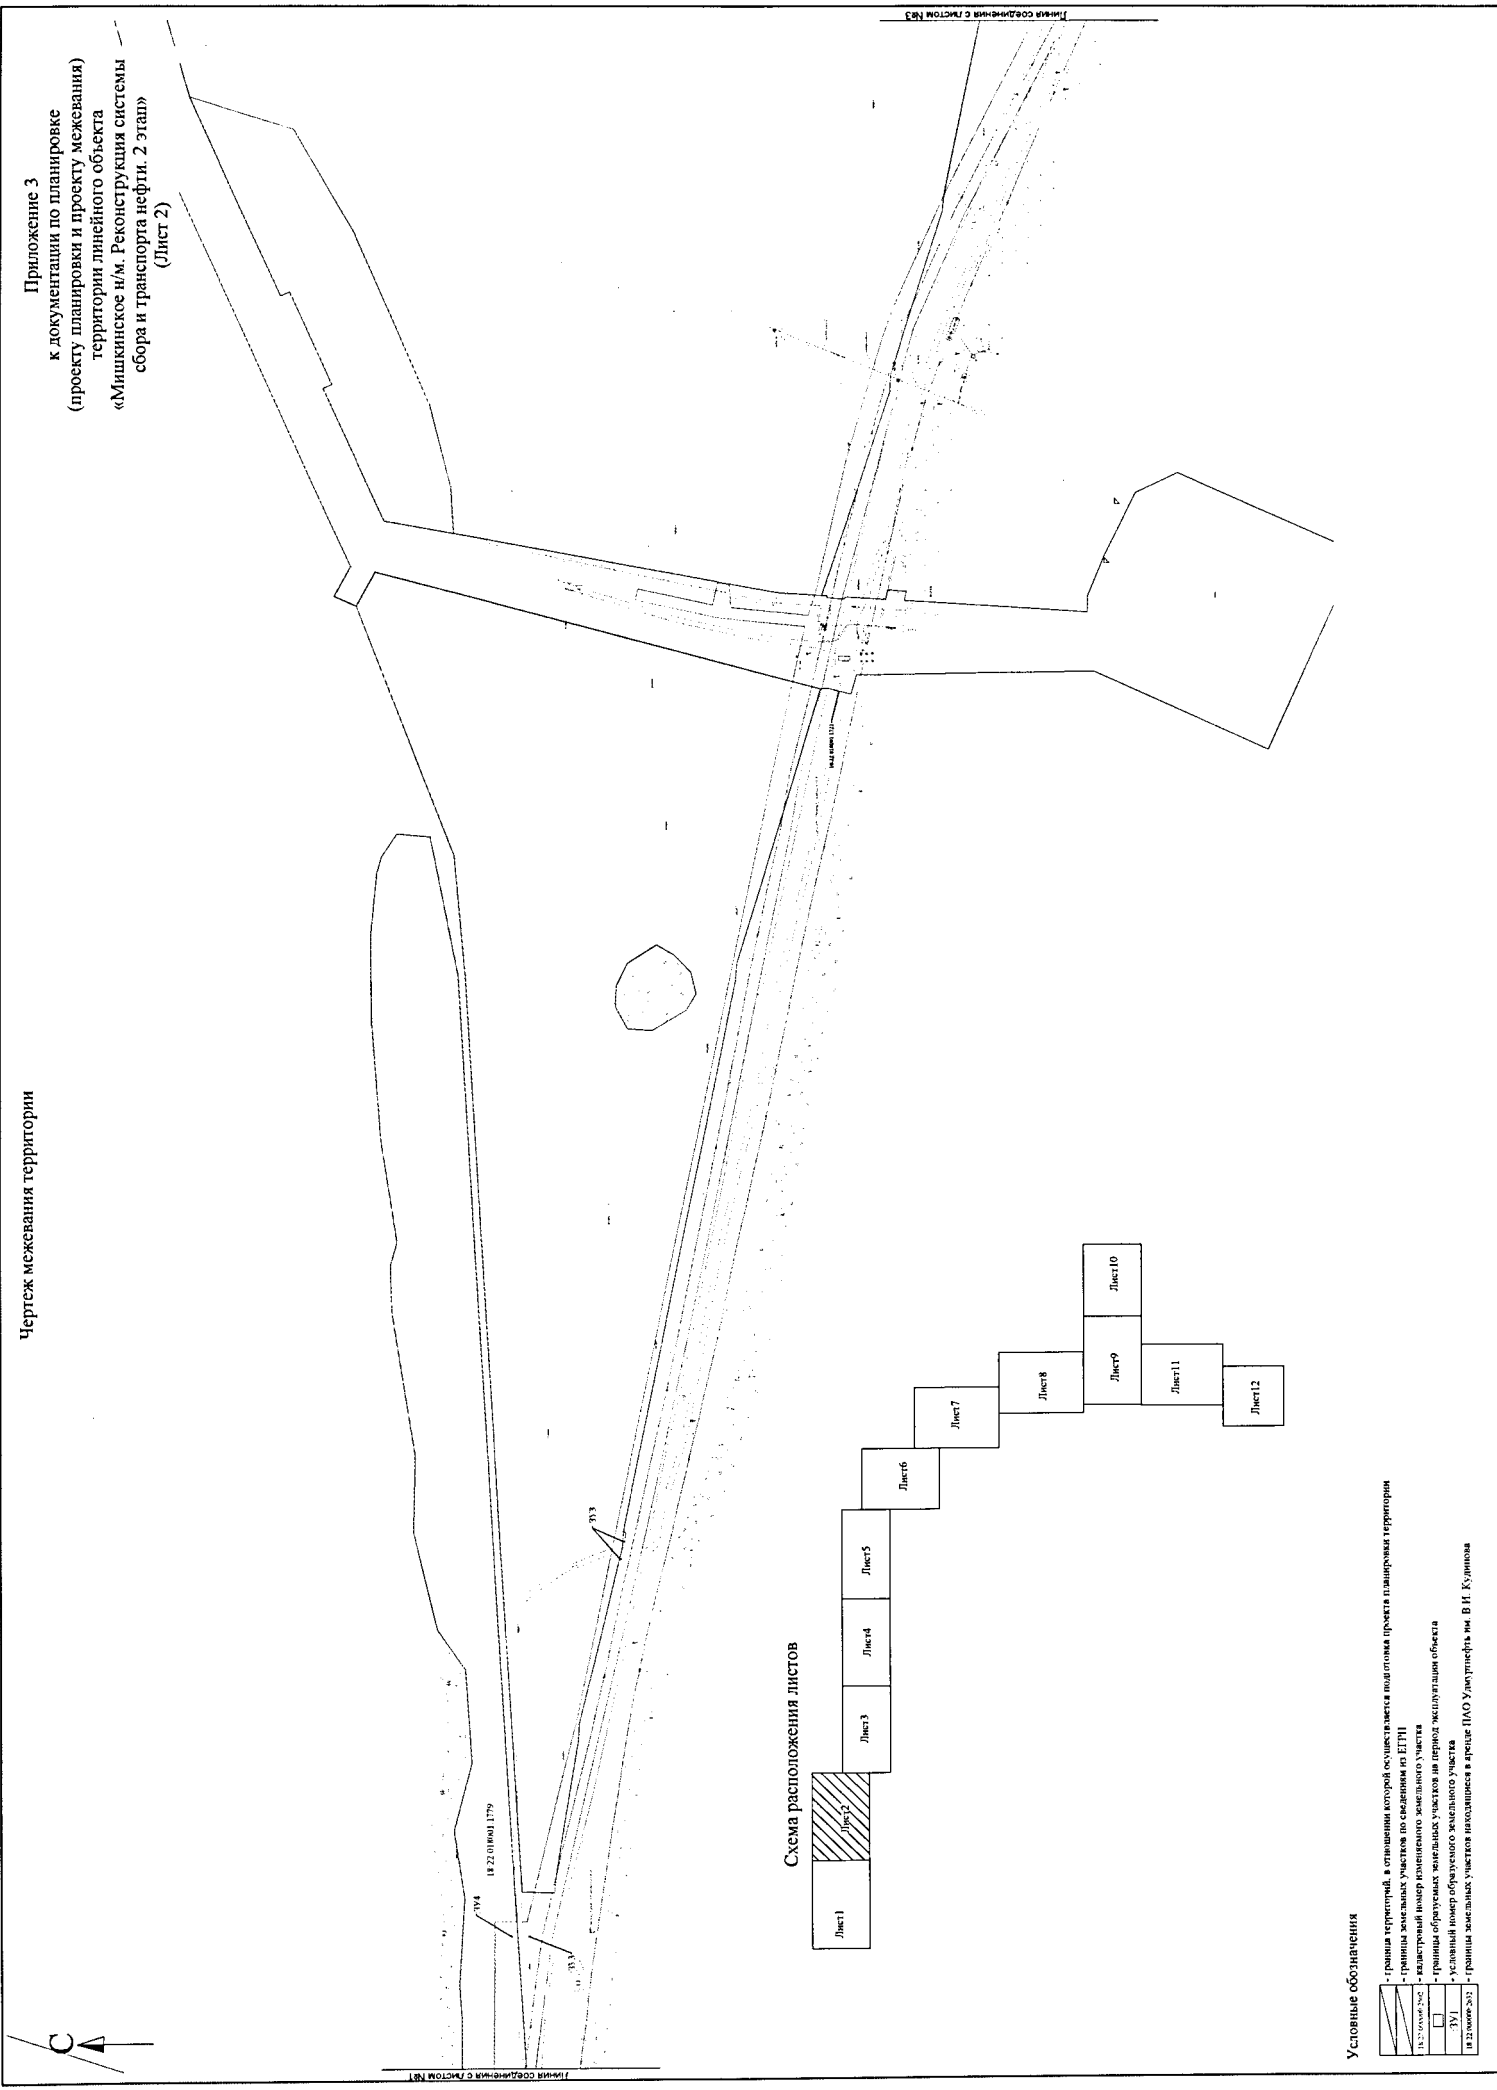 Приложение 3
к документации по планировке
(проекту планировки и проекту межевания)
территории линейного объекта
«Мишкинское н/м. Реконструкция системы
сбора и транспорта нефти. 2 этап»
(Лист 2)
Чертеж межевания территории
С
Линия соединения с листом №1
Линия соединения с листом №3
:ЗУ4
:ЗУ3
:ЗУ3
Схема расположения листов
Лист1
Лист2
Лист3
Лист4
Лист5
Лист6
Лист7
Лист8
Лист9
Лист10
Лист11
Лист12
Условные обозначения
- граница территорий, в отношении которой осуществляется подготовка проекта планировки территории
- границы земельных участков по сведениям из ЕГРН
- кадастровый номер изменяемого земельного участка
- границы образуемых земельных участков на период эксплуатации объекта
:ЗУ1 - условный номер образуемого земельного участка
- границы земельных участков находящиеся в аренде ПАО Удмуртнефть им. В.И. Кудинова